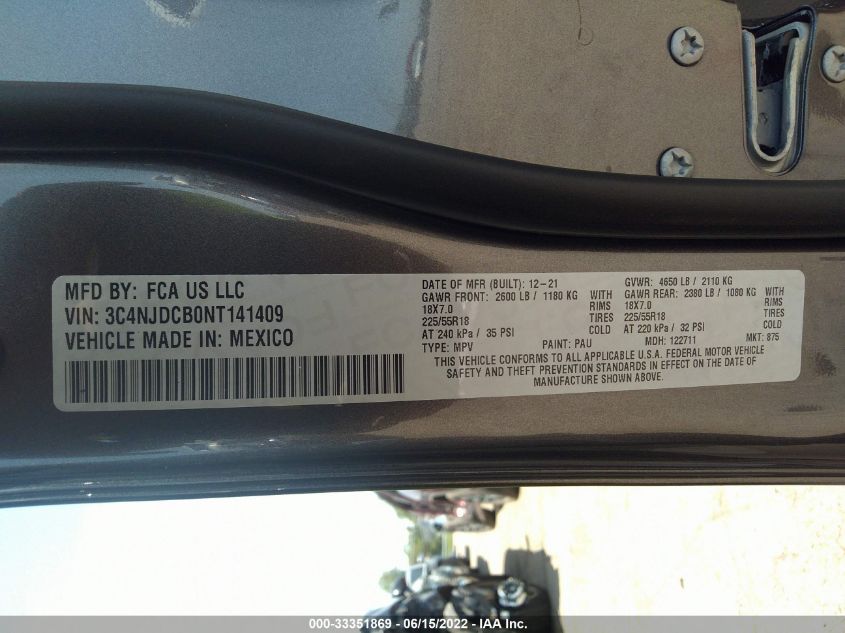 MFD BY: FCA US LLC
VIN: 3C4NJDCB0NT141409
VEHICLE MADE IN: MEXICO
DATE OF MFR (BUILT): 12-21
GAWR FRONT: 2600 LB / 1180 KG WITH
18X7.0 RIMS
225/55R18 TIRES
AT 240 kPa / 35 PSI
TYPE: MPV PAINT: PAU
GVWR: 4650 LB / 2110 KG
GAWR REAR: 2380 LB / 1080 KG WITH
18X7.0 RIMS
225/55R18 TIRES
AT 220 kPa / 32 PSI
MDH: 122711 MKT: 875
THIS VEHICLE CONFORMS TO ALL APPLICABLE U.S.A. FEDERAL MOTOR VEHICLE
SAFETY AND THEFT PREVENTION STANDARDS IN EFFECT ON THE DATE OF
MANUFACTURE SHOWN ABOVE.
000-33351869 - 06/15/2022 - IAAI Inc.